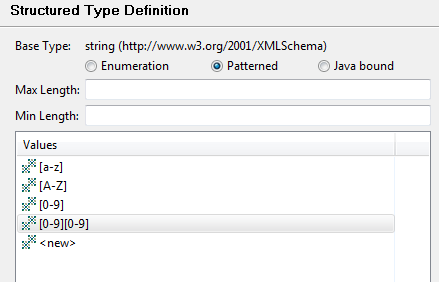 Structured Type Definition
Base Type: string (http://www.w3.org/2001/XMLSchema)
Enumeration Patterned Java bound
Max Length:
Min Length:
Values
[a-z]
[A-Z]
[0-9]
[0-9][0-9]
<new>